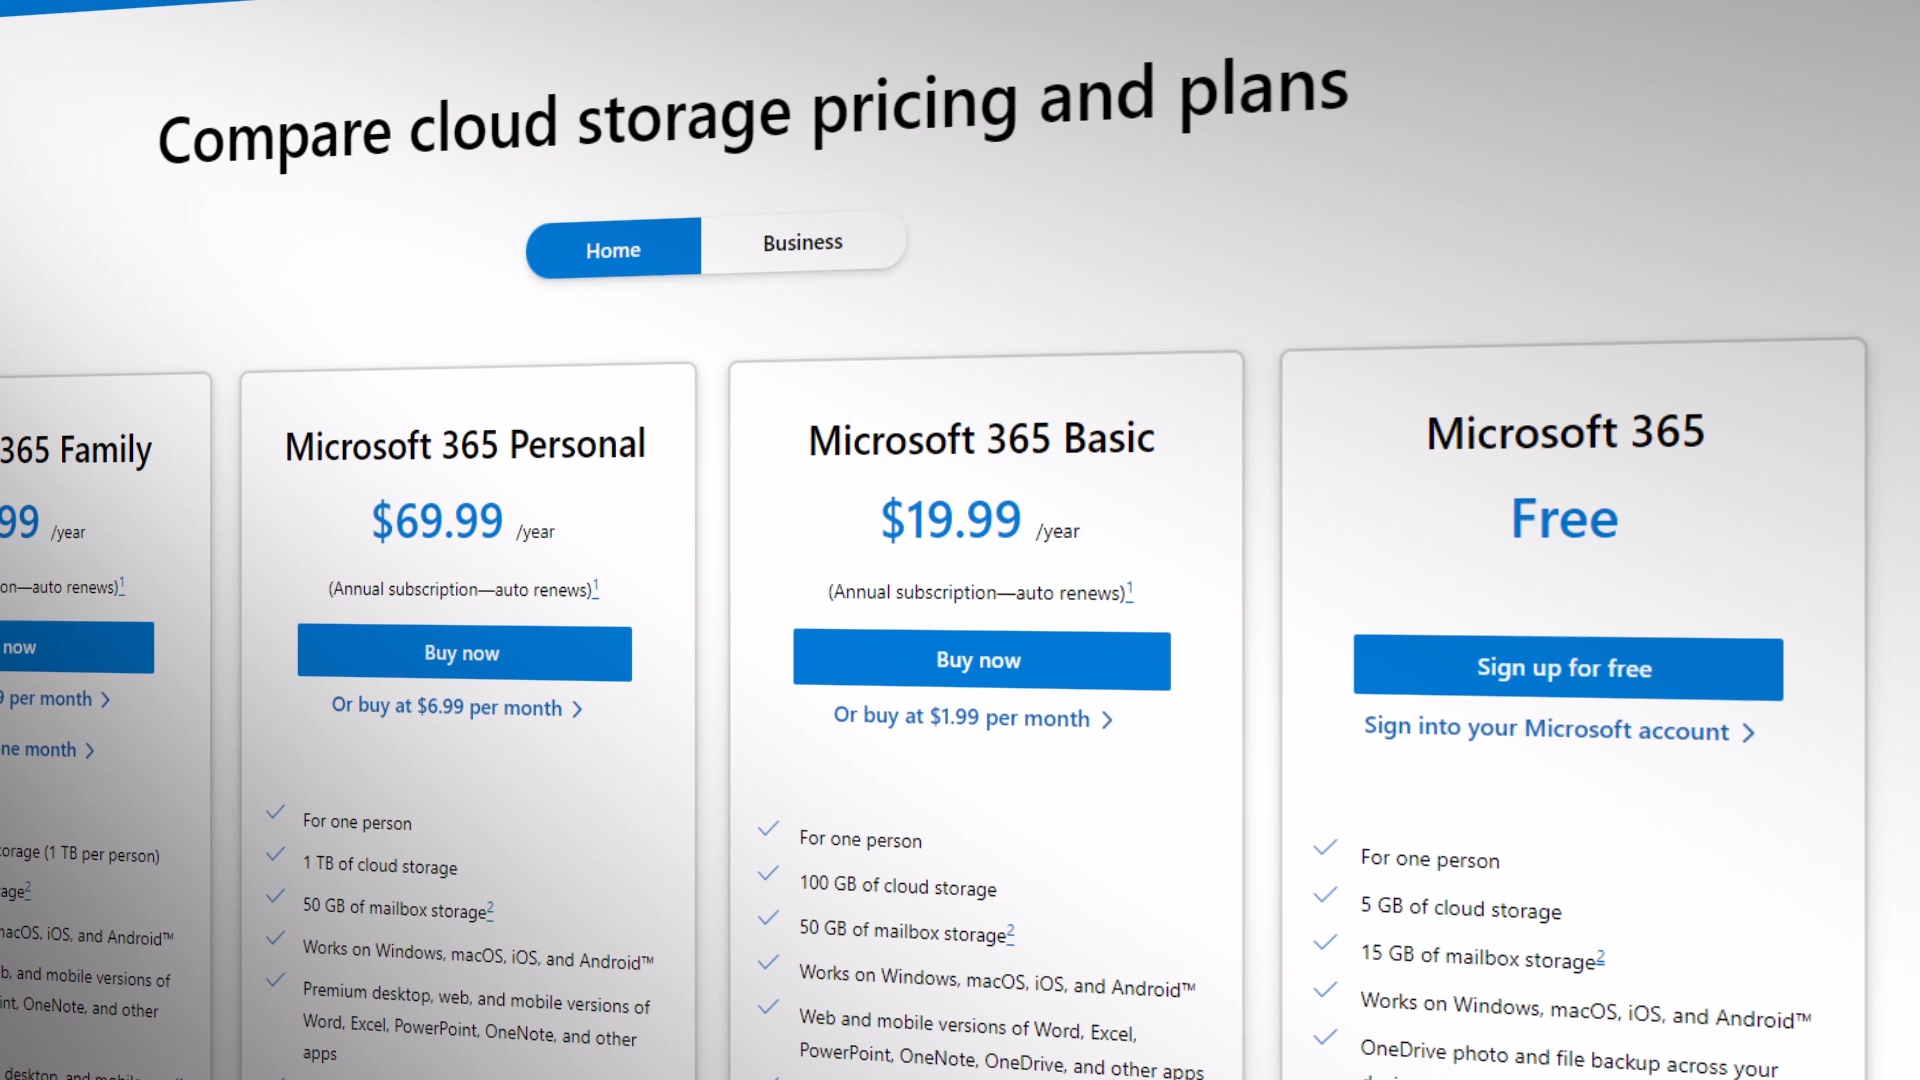 Compare cloud storage pricing and plans
Home
Business
365 Family
99 /year
on—auto renews)1
now
9 per month
ne month
torage (1 TB per person)
rage2
macOS, iOS, and Android™
b, and mobile versions of
int, OneNote, and other
desktop, and mobile
Microsoft 365 Personal
$69.99 /year
(Annual subscription—auto renews)1
Buy now
Or buy at $6.99 per month
For one person
1 TB of cloud storage
50 GB of mailbox storage2
Works on Windows, macOS, iOS, and Android™
Premium desktop, web, and mobile versions of
Word, Excel, PowerPoint, OneNote, and other
apps
Microsoft 365 Basic
$19.99 /year
(Annual subscription—auto renews)1
Buy now
Or buy at $1.99 per month
For one person
100 GB of cloud storage
50 GB of mailbox storage2
Works on Windows, macOS, iOS, and Android™
Web and mobile versions of Word, Excel,
PowerPoint, OneNote, OneDrive, and other apps
Microsoft 365
Free
Sign up for free
Sign into your Microsoft account
For one person
5 GB of cloud storage
15 GB of mailbox storage2
Works on Windows, macOS, iOS, and Android™
OneDrive photo and file backup across your